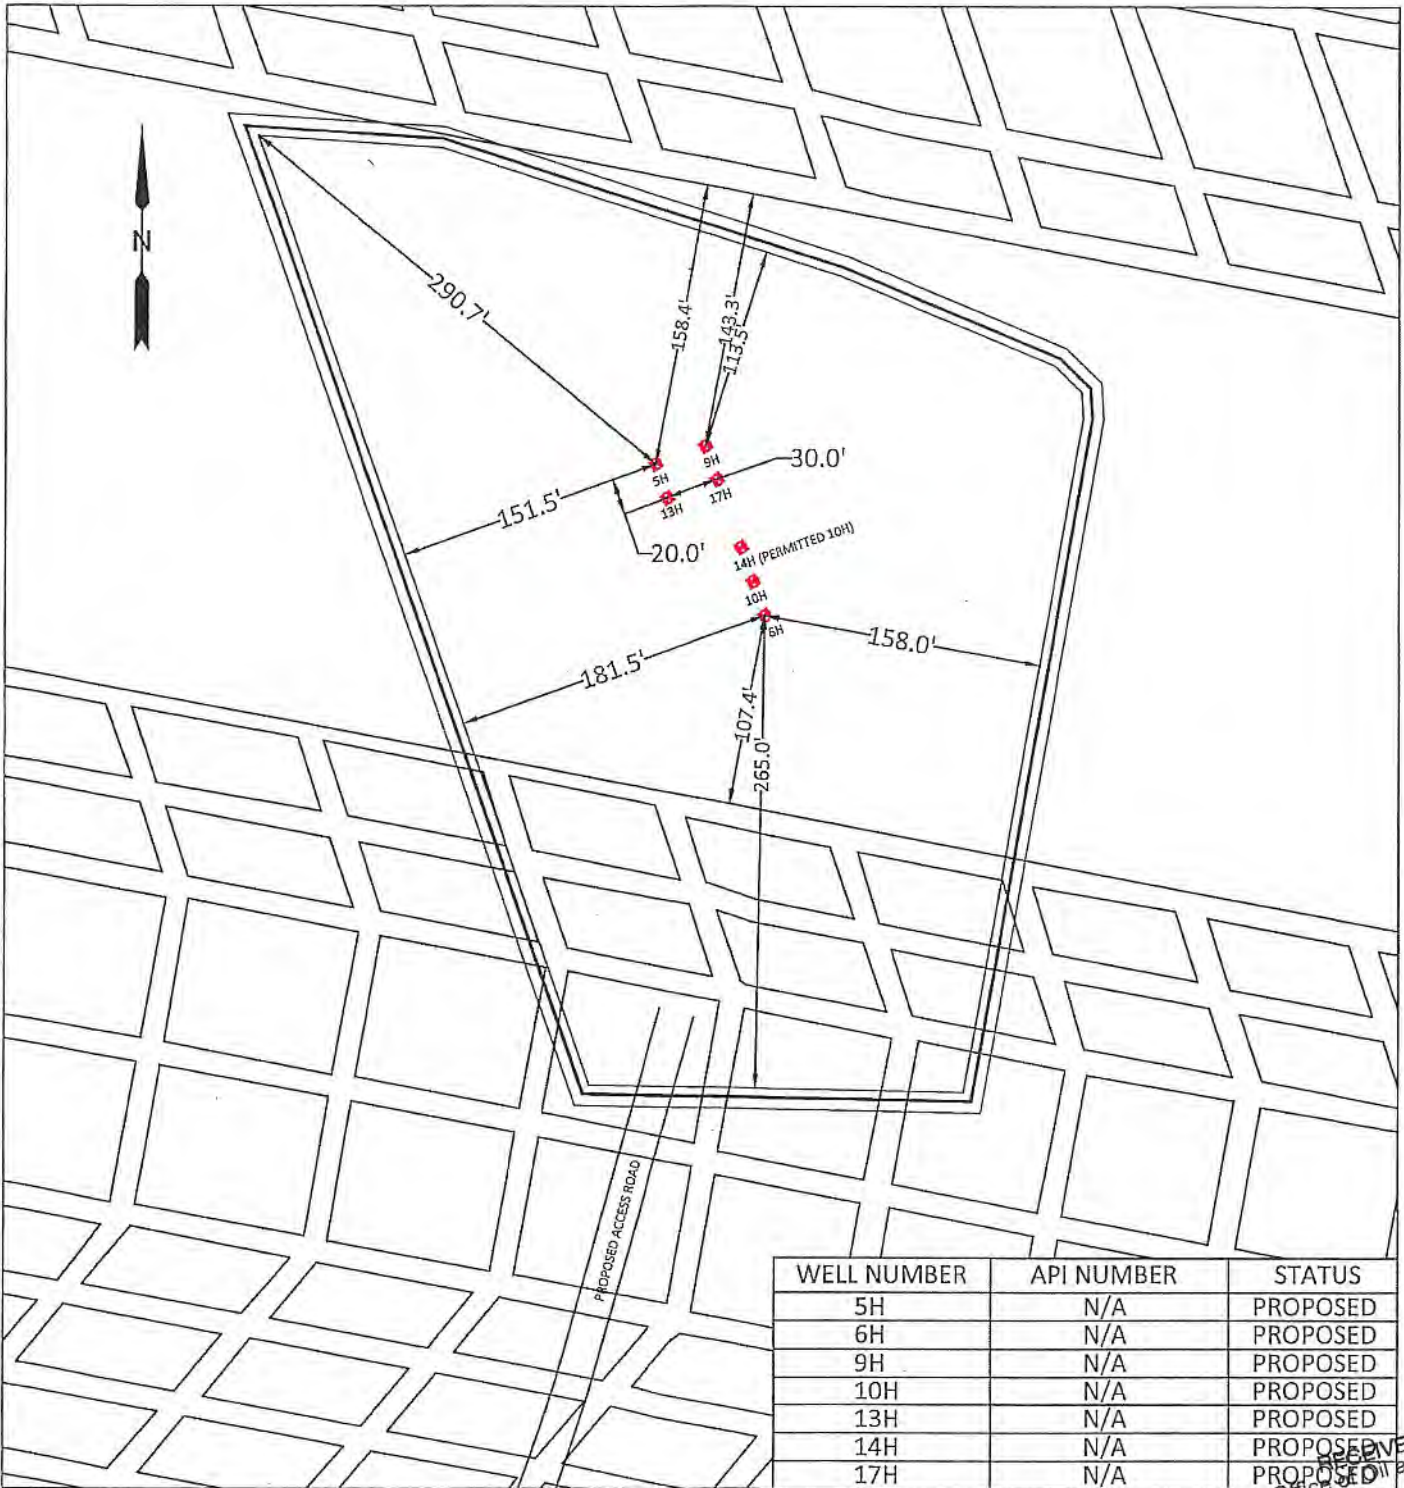 N
290.7'
158.4'
143.3'
113.5'
9H
30.0'
5H
17H
151.5'
13H
20.0'
14H (PERMITTED 10H)
10H
6H
158.0'
181.5'
107.4'
265.0'
PROPOSED ACCESS ROAD
WELL NUMBER API NUMBER STATUS
5H N/A PROPOSED
6H N/A PROPOSED
9H N/A PROPOSED
10H N/A PROPOSED
13H N/A PROPOSED
14H N/A PROPOSED
17H N/A PROPOSED